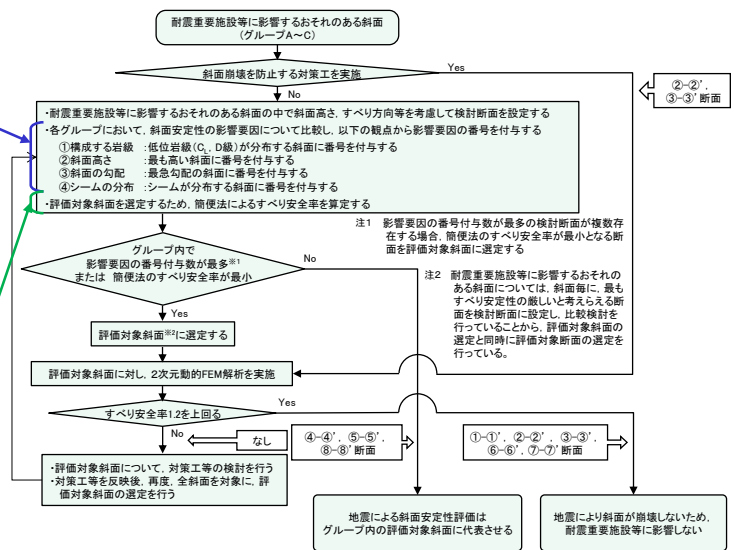 耐震重要施設等に影響するおそれのある斜面
(グループA～C)
斜面崩壊を防止する対策工を実施
Yes
No
②-②',
③-③'断面
・耐震重要施設等に影響するおそれのある斜面の中で斜面高さ,すべり方向等を考慮して検討断面を設定する
・各グループにおいて,斜面安定性の影響要因について比較し,以下の観点から影響要因の番号を付与する
①構成する岩級 :低位岩級(CL, D級)が分布する斜面に番号を付与する
②斜面高さ :最も高い斜面に番号を付与する
③斜面の勾配 :最急勾配の斜面に番号を付与する
④シームの分布 :シームが分布する斜面に番号を付与する
・評価対象斜面を選定するため,簡便法によるすべり安全率を算定する
注1 影響要因の番号付与数が最多の検討断面が複数存
在する場合,簡便法のすべり安全率が最小となる断
面を評価対象斜面に選定する
グループ内で
影響要因の番号付与数が最多※1
または 簡便法のすべり安全率が最小
No
Yes
注2 耐震重要施設等に影響するおそれの
ある斜面については,斜面毎に,最も
すべり安定性の厳しいと考えらえる断
面を検討断面に設定し,比較検討を
行っていることから,評価対象斜面の
選定と同時に評価対象断面の選定を
行っている。
評価対象斜面※2に選定する
評価対象斜面に対し,2次元動的FEM解析を実施
すべり安全率1.2を上回る
Yes
No
なし
④-④', ⑤-⑤',
⑧-⑧'断面
①-①', ②-②', ③-③',
⑥-⑥', ⑦-⑦'断面
・評価対象斜面について,対策工等の検討を行う
・対策工等を反映後,再度,全斜面を対象に,評
価対象斜面の選定を行う
地震による斜面安定性評価は
グループ内の評価対象斜面に代表させる
地震により斜面が崩壊しないため,
耐震重要施設等に影響しない